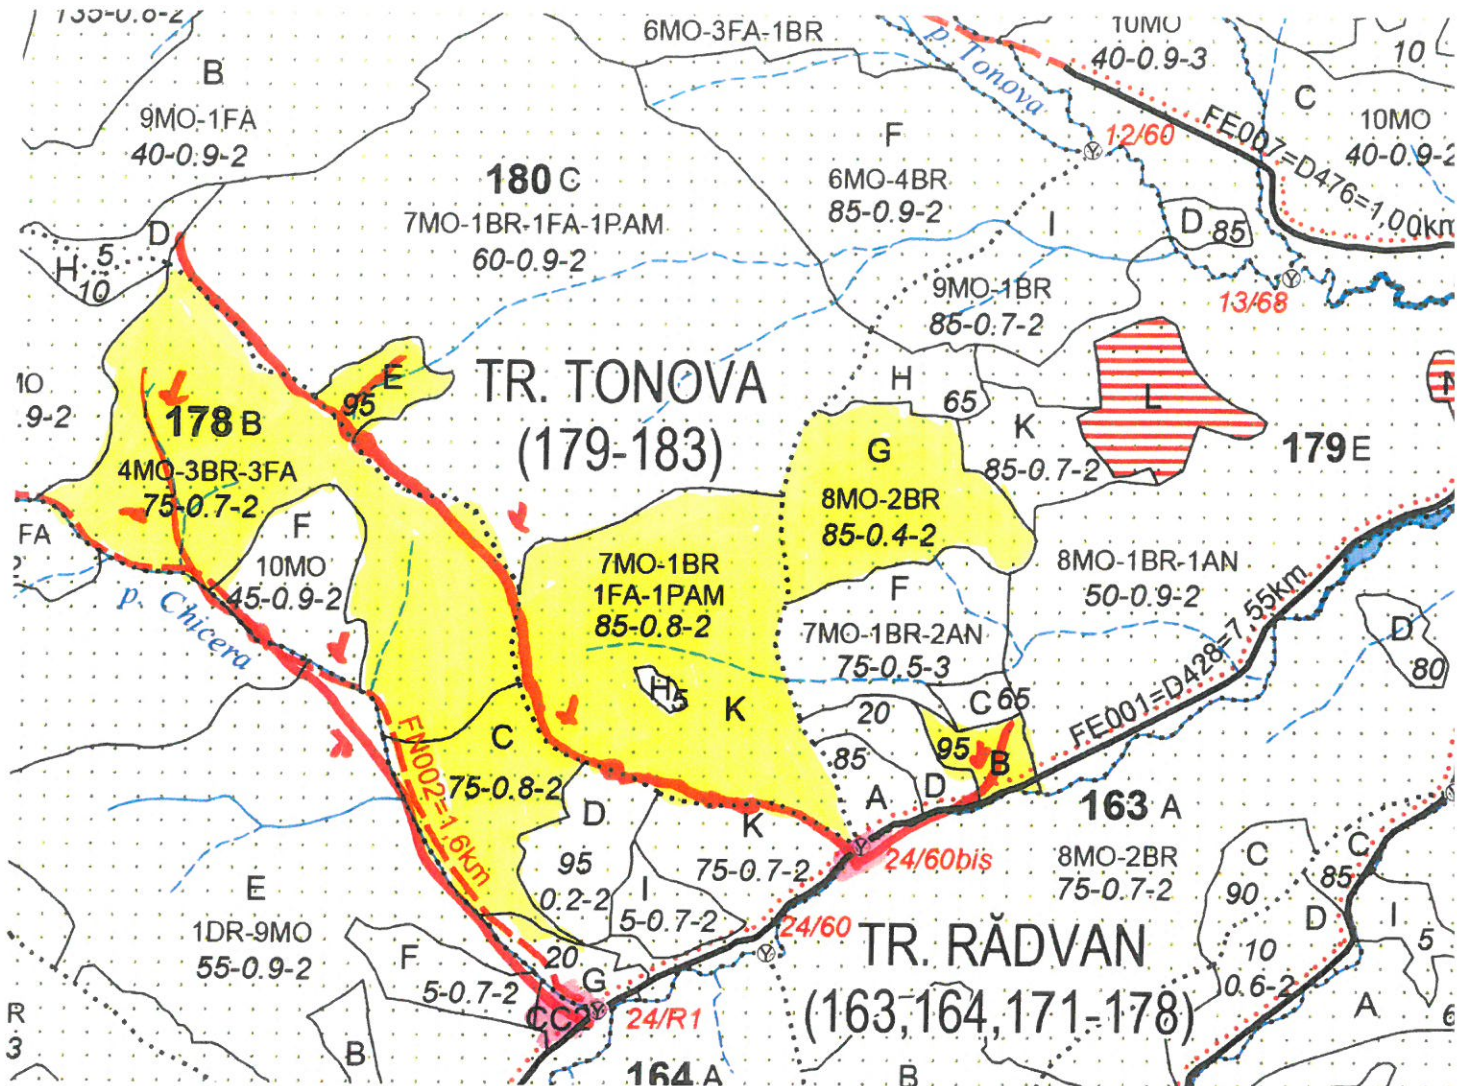 135-0.8-2
6MO-3FA-1BR
p. Tonova
10MO
40-0.9-3
10
B
9MO-1FA
40-0.9-2
C
10MO
40-0.9-2
FE007=D476=1,00km
12/60
F
6MO-4BR
85-0.9-2
180 C
7MO-1BR-1FA-1PAM
60-0.9-2
D
5
H
10
I
D 85
9MO-1BR
85-0.7-2
13/68
E
95
TR. TONOVA
(179-183)
H
65
K
85-0.7-2
L
N
179 E
.9-2
178 B
4MO-3BR-3FA
75-0.7-2
G
8MO-2BR
85-0.4-2
FA
F
10MO
45-0.9-2
p. Chicera
7MO-1BR
1FA-1PAM
85-0.8-2
F
7MO-1BR-2AN
75-0.5-3
8MO-1BR-1AN
50-0.9-2
D
80
H5
K
C 65
20
85
95
B
A
D
FE001=D428=7,55km
C
75-0.8-2
FN002=1,6km
D
95
0.2-2
K
75-0.7-2
I
5-0.7-2
24/60bis
163 A
8MO-2BR
75-0.7-2
C
90
C
85
D
I
5
E
1DR-9MO
55-0.9-2
F
5-0.7-2
20
G
CC2
24/R1
24/60
TR. RĂDVAN
(163,164,171-178)
10
0.6-2
A
6
R
3
B
164 A
B